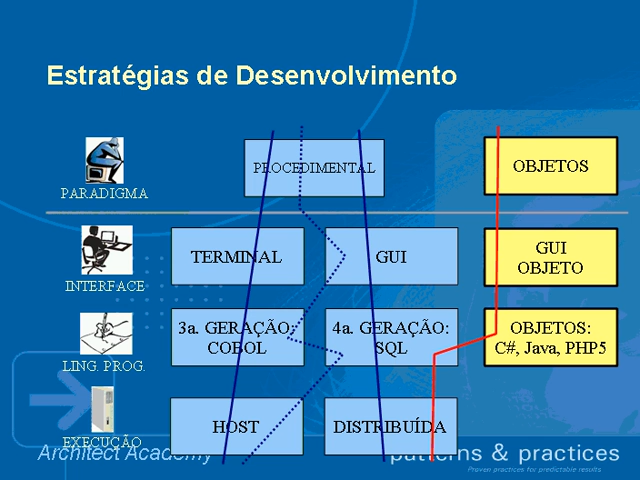 Estratégias de Desenvolvimento
PROCEDIMENTAL
OBJETOS
PARADIGMA
TERMINAL
GUI
GUI
OBJETO
INTERFACE
3a. GERAÇÃO:
COBOL
4a. GERAÇÃO:
SQL
OBJETOS:
C#, Java, PHP5
LING. PROG.
HOST
DISTRIBUÍDA
EXECUÇÃO
Architect Academy
patterns & practices
Proven practices for predictable results